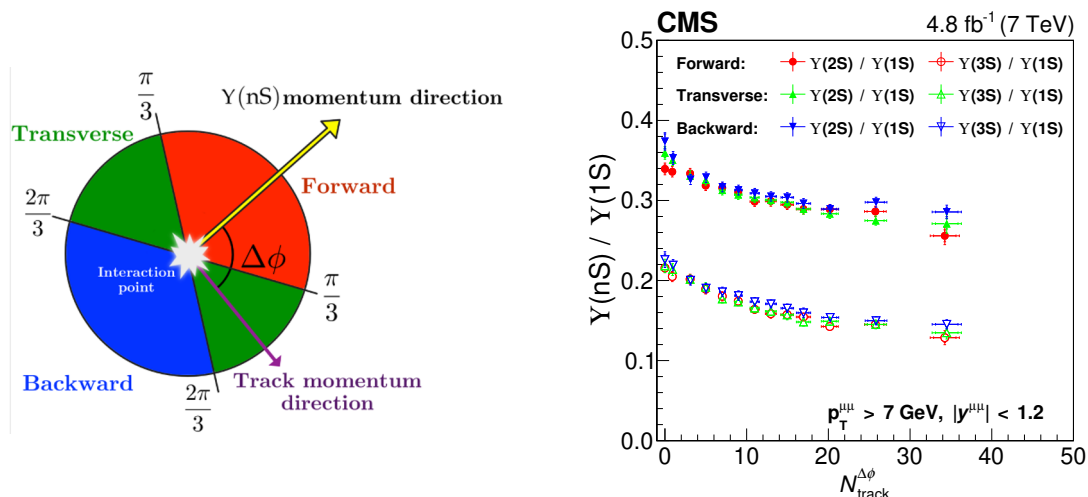 π
3
ϒ(nS) momentum direction
Transverse
Forward
2π
3
Δϕ
Interaction
point
π
3
Backward
Track momentum
direction
2π
3
CMS 4.8 fb⁻¹ (7 TeV)
Forward: ϒ(2S) / ϒ(1S) ϒ(3S) / ϒ(1S)
Transverse: ϒ(2S) / ϒ(1S) ϒ(3S) / ϒ(1S)
Backward: ϒ(2S) / ϒ(1S) ϒ(3S) / ϒ(1S)
ϒ(nS) / ϒ(1S)
0.5
0.4
0.3
0.2
0.1
0.0
p_T^μμ > 7 GeV, |y^μμ| < 1.2
0 10 20 30 40 50
N_track^Δϕ